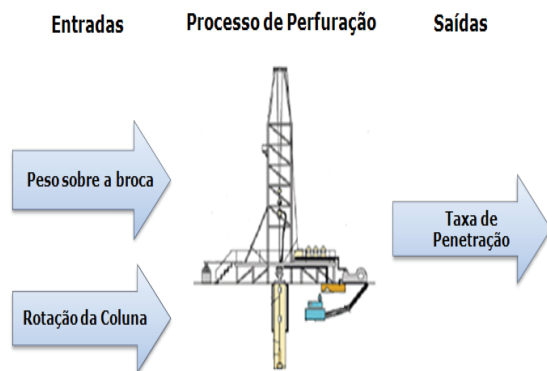 Entradas
Processo de Perfuração
Saídas
Peso sobre a broca
Taxa de
Penetração
Rotação da Coluna